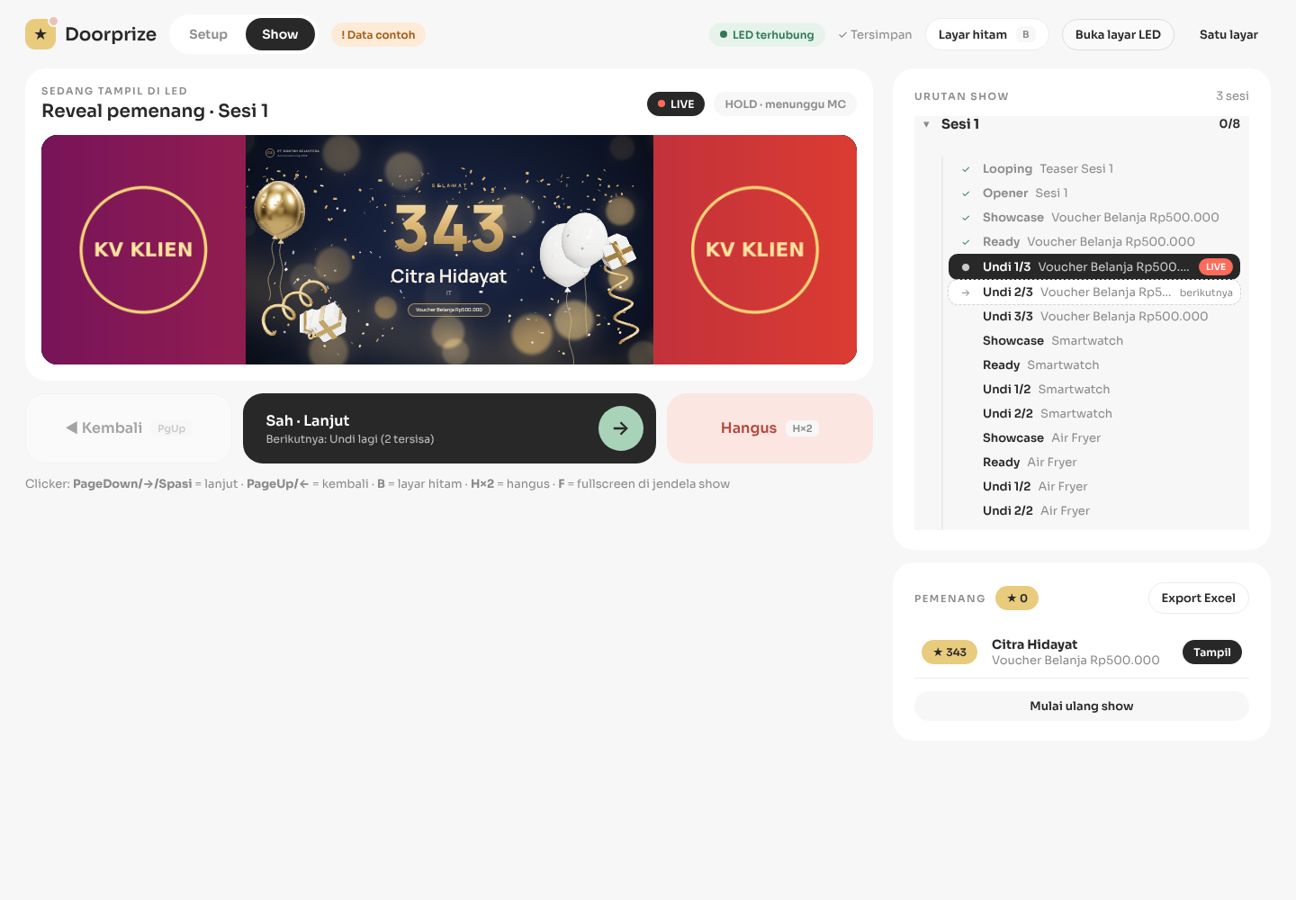 ★ Doorprize Setup Show ! Data contoh LED terhubung ✓ Tersimpan Layar hitam B Buka layar LED Satu layar
SEDANG TAMPIL DI LED
Reveal pemenang · Sesi 1
LIVE HOLD · menunggu MC
KV KLIEN
SELAMAT
343
Citra Hidayat
IT
Voucher Belanja Rp500.000
KV KLIEN
◀ Kembali PgUp
Sah · Lanjut
Berikutnya: Undi lagi (2 tersisa)
→
Hangus H×2
Clicker: PageDown/→/Spasi = lanjut · PageUp/← = kembali · B = layar hitam · H×2 = hangus · F = fullscreen di jendela show
URUTAN SHOW 3 sesi
▼ Sesi 1 0/8
✓ Looping Teaser Sesi 1
✓ Opener Sesi 1
✓ Showcase Voucher Belanja Rp500.000
✓ Ready Voucher Belanja Rp500.000
● Undi 1/3 Voucher Belanja Rp500.... LIVE
→ Undi 2/3 Voucher Belanja Rp5... berikutnya
Undi 3/3 Voucher Belanja Rp500.000
Showcase Smartwatch
Ready Smartwatch
Undi 1/2 Smartwatch
Undi 2/2 Smartwatch
Showcase Air Fryer
Ready Air Fryer
Undi 1/2 Air Fryer
Undi 2/2 Air Fryer
PEMENANG ★ 0 Export Excel
★ 343 Citra Hidayat Tampil
Voucher Belanja Rp500.000
Mulai ulang show